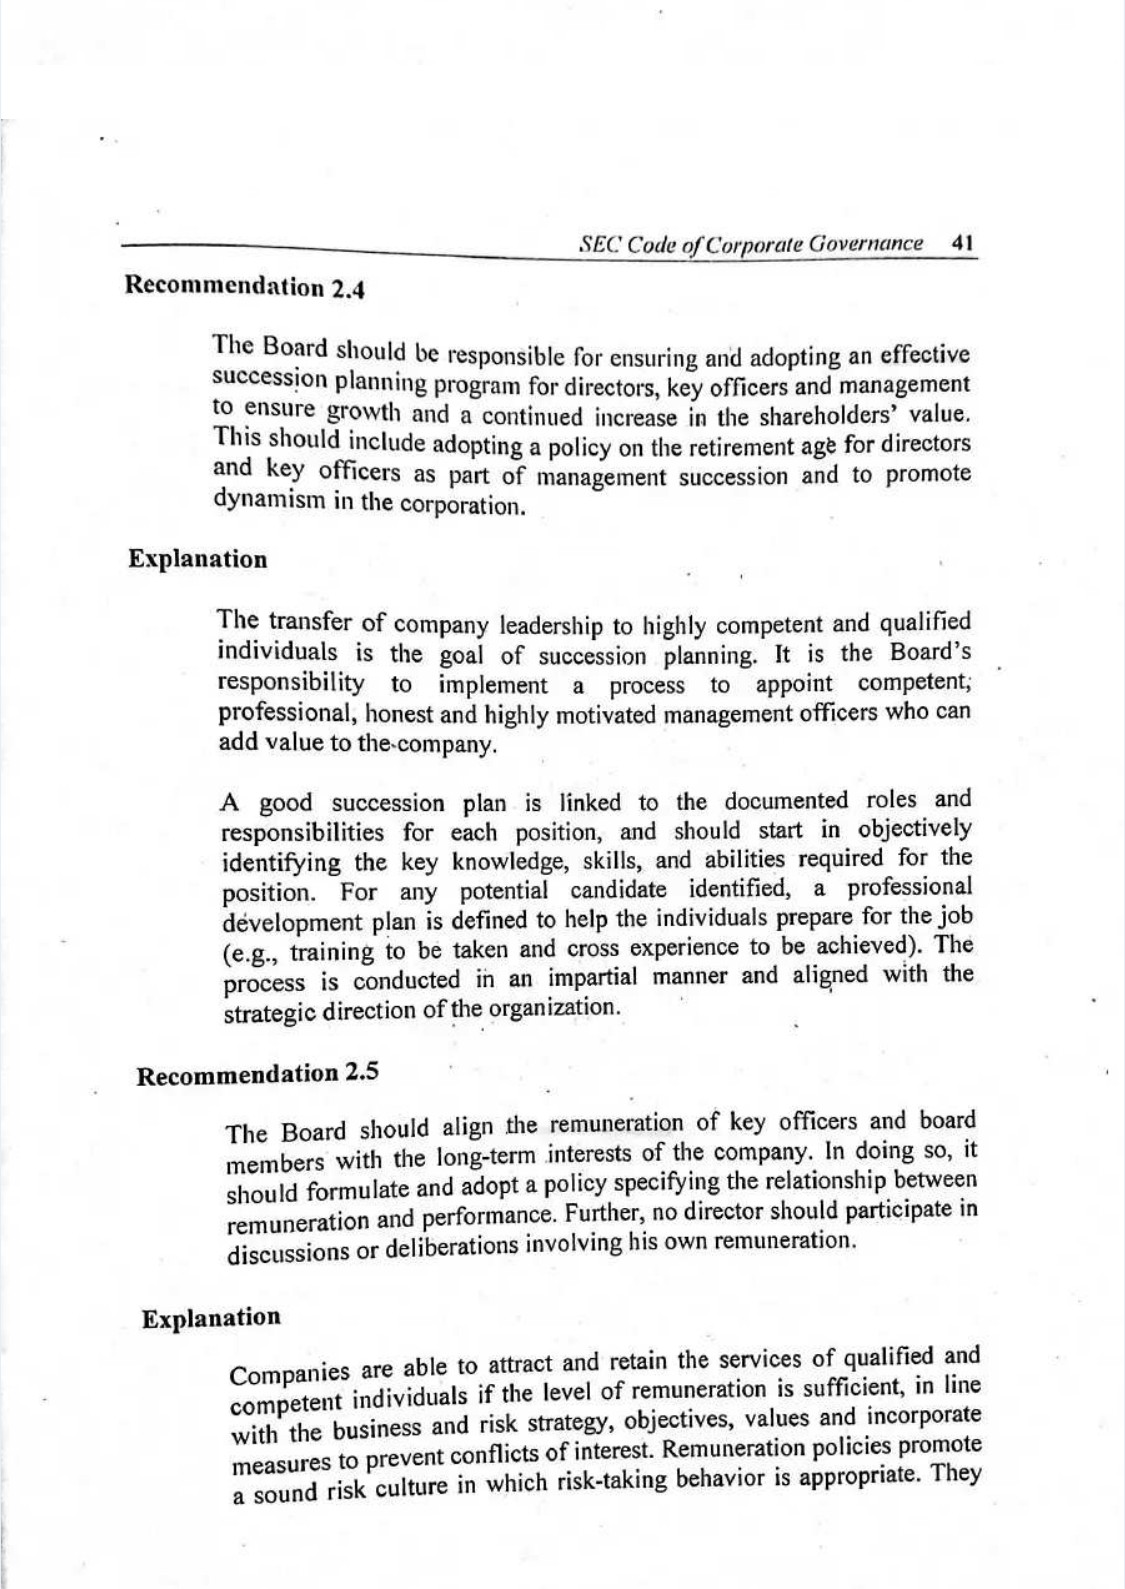 SEC Code of Corporate Governance 41
Recommendation 2.4
The Board should be responsible for ensuring and adopting an effective
succession planning program for directors, key officers and management
to ensure growth and a continued increase in the shareholders' value.
This should include adopting a policy on the retirement age for directors
and key officers as part of management succession and to promote
dynamism in the corporation.
Explanation
The transfer of company leadership to highly competent and qualified
individuals is the goal of succession planning. It is the Board's
responsibility to implement a process to appoint competent,
professional, honest and highly motivated management officers who can
add value to the company.
A good succession plan is linked to the documented roles and
responsibilities for each position, and should start in objectively
identifying the key knowledge, skills, and abilities required for the
position. For any potential candidate identified, a professional
development plan is defined to help the individuals prepare for the job
(e.g., training to be taken and cross experience to be achieved). The
process is conducted in an impartial manner and aligned with the
strategic direction of the organization.
Recommendation 2.5
The Board should align the remuneration of key officers and board
members with the long-term interests of the company. In doing so, it
should formulate and adopt a policy specifying the relationship between
remuneration and performance. Further, no director should participate in
discussions or deliberations involving his own remuneration.
Explanation
Companies are able to attract and retain the services of qualified and
competent individuals if the level of remuneration is sufficient, in line
with the business and risk strategy, objectives, values and incorporate
measures to prevent conflicts of interest. Remuneration policies promote
a sound risk culture in which risk-taking behavior is appropriate. They